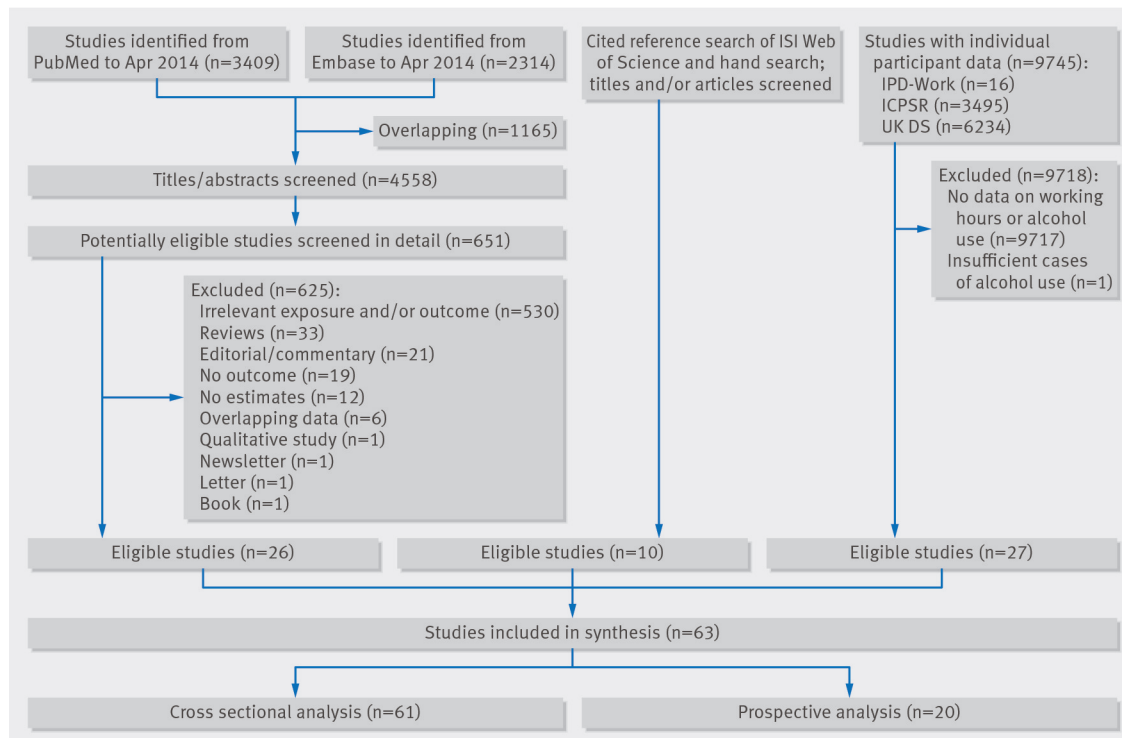 Studies identified from
PubMed to Apr 2014 (n=3409)
Studies identified from
Embase to Apr 2014 (n=2314)
Cited reference search of ISI Web
of Science and hand search;
titles and/or articles screened
Studies with individual
participant data (n=9745):
IPD-Work (n=16)
ICPSR (n=3495)
UK DS (n=6234)
Overlapping (n=1165)
Titles/abstracts screened (n=4558)
Excluded (n=9718):
No data on working
hours or alcohol
use (n=9717)
Insufficient cases
of alcohol use (n=1)
Potentially eligible studies screened in detail (n=651)
Excluded (n=625):
Irrelevant exposure and/or outcome (n=530)
Reviews (n=33)
Editorial/commentary (n=21)
No outcome (n=19)
No estimates (n=12)
Overlapping data (n=6)
Qualitative study (n=1)
Newsletter (n=1)
Letter (n=1)
Book (n=1)
Eligible studies (n=26)
Eligible studies (n=10)
Eligible studies (n=27)
Studies included in synthesis (n=63)
Cross sectional analysis (n=61)
Prospective analysis (n=20)